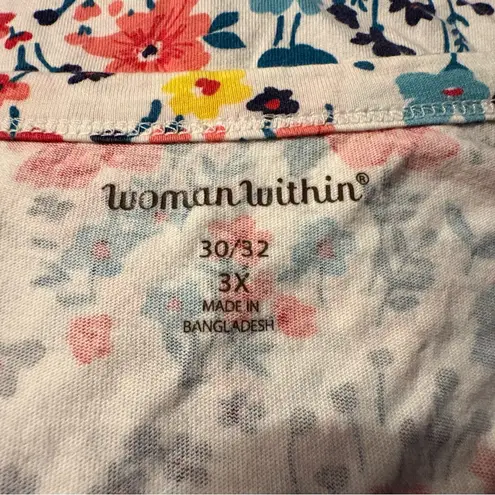 Woman Within®
30/32
3X
MADE IN
BANGLADESH